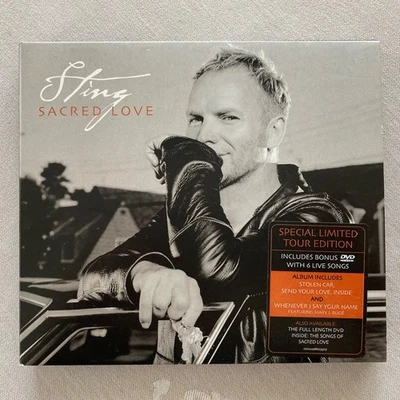 Sting
SACRED LOVE
SPECIAL LIMITED
TOUR EDITION
INCLUDES BONUS DVD
WITH 6 LIVE SONGS
ALBUM INCLUDES
STOLEN CAR,
SEND YOUR LOVE, INSIDE
AND
WHENEVER I SAY YOUR NAME
FEATURING MARY J. BLIGE
ALSO AVAILABLE
THE FULL LENGTH DVD
INSIDE: THE SONGS OF
SACRED LOVE